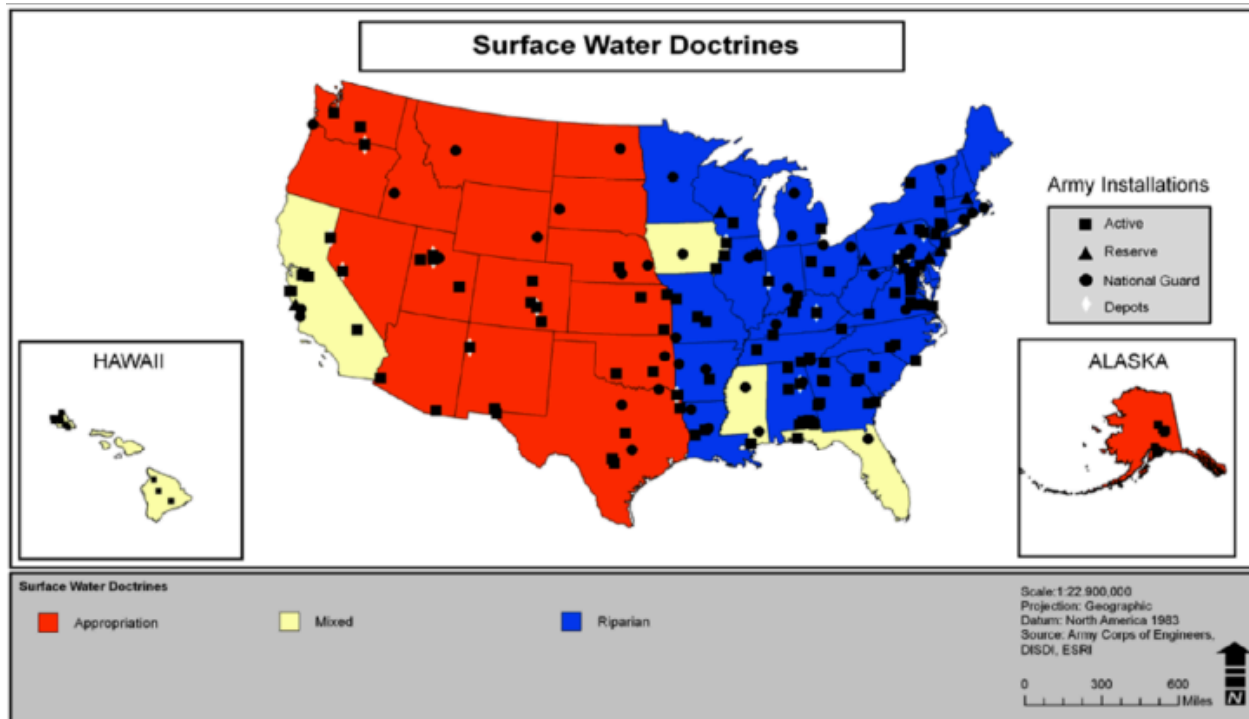 Surface Water Doctrines
Army Installations
Active
Reserve
National Guard
Depots
HAWAII
ALASKA
Surface Water Doctrines
Appropriation
Mixed
Riparian
Scale:1:22.900,000
Projection: Geographic
Datum: North America 1983
Source: Army Corps of Engineers,
DISDI, ESRI
0 300 600
Miles
N